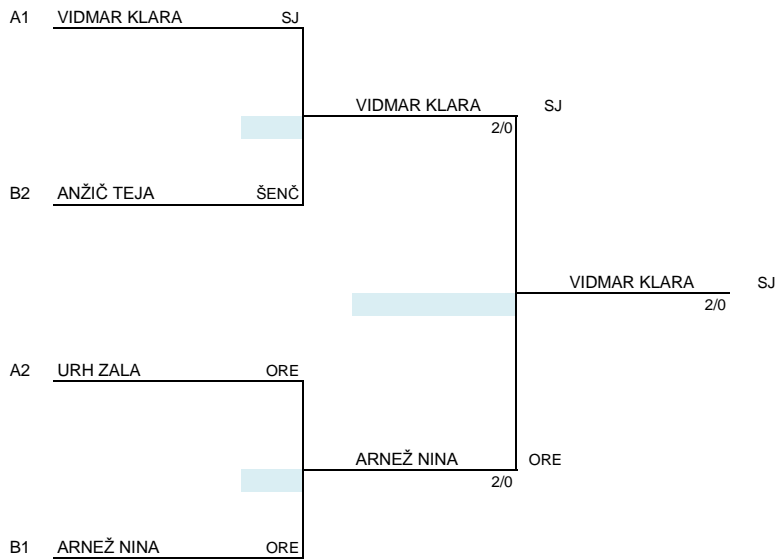 A1 VIDMAR KLARA SJ
VIDMAR KLARA SJ
2/0
B2 ANŽIČ TEJA ŠENČ
VIDMAR KLARA SJ
2/0
A2 URH ZALA ORE
ARNEŽ NINA ORE
2/0
B1 ARNEŽ NINA ORE